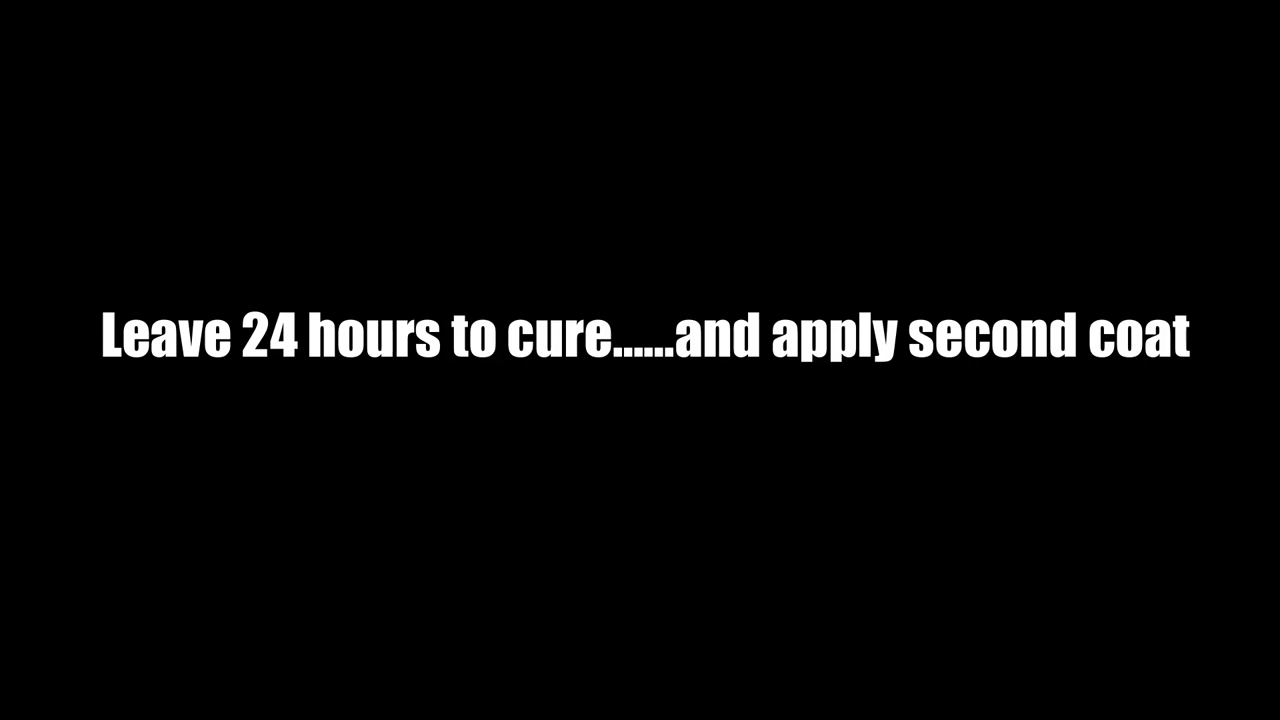 Leave 24 hours to cure......and apply second coat